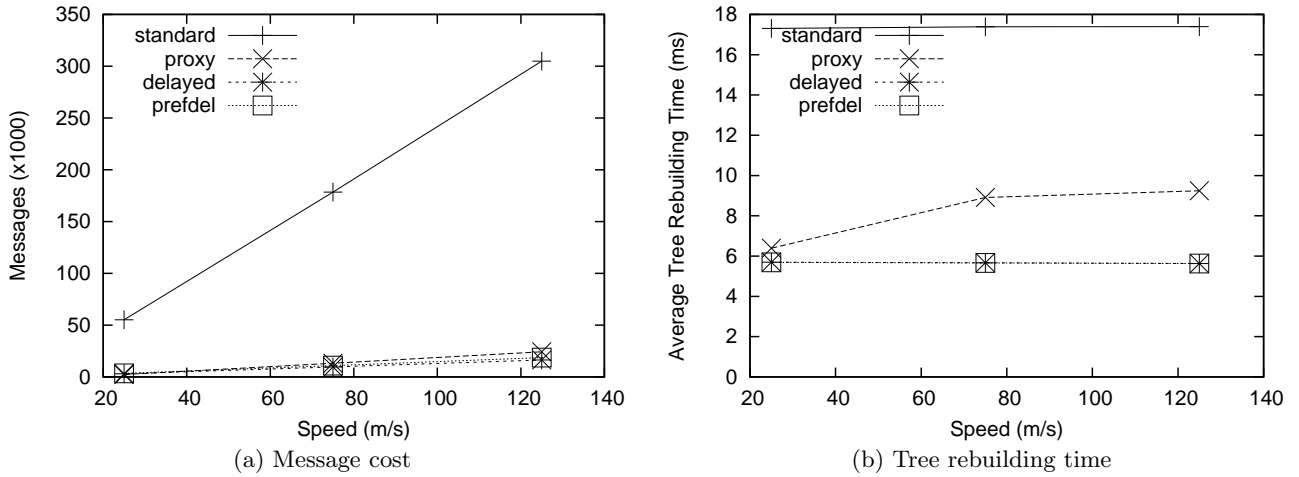 Messages (x1000)
350
300
250
200
150
100
50
0
standard
proxy
delayed
prefdel
20 40 60 80 100 120 140
Speed (m/s)
(a) Message cost
Average Tree Rebuilding Time (ms)
18
16
14
12
10
8
6
4
2
0
standard
proxy
delayed
prefdel
20 40 60 80 100 120 140
Speed (m/s)
(b) Tree rebuilding time